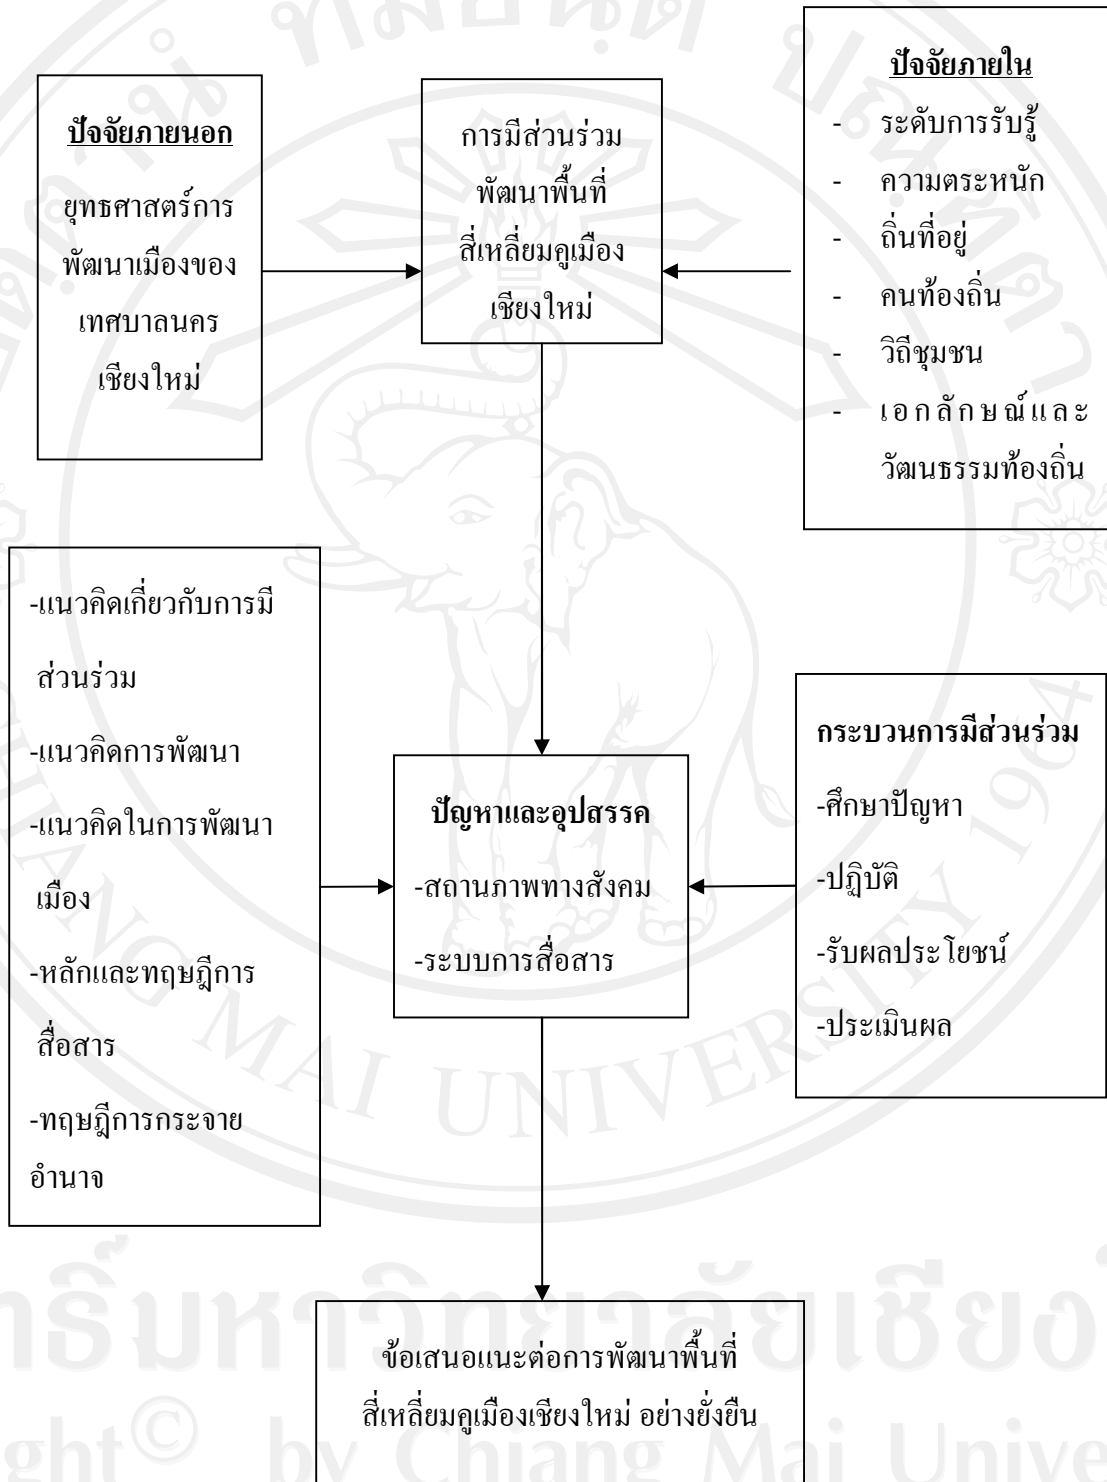 ปัจจัยภายนอก
ยุทธศาสตร์การ
พัฒนาเมืองของ
เทศบาลนคร
เชียงใหม่
การมีส่วนร่วม
พัฒนาพื้นที่
สี่เหลี่ยมคูเมือง
เชียงใหม่
ปัจจัยภายใน
- ระดับการรับรู้
- ความตระหนัก
- ถิ่นที่อยู่
- คนท้องถิ่น
- วิถีชุมชน
- เอกลักษณ์และ
วัฒนธรรมท้องถิ่น
-แนวคิดเกี่ยวกับการมี
ส่วนร่วม
-แนวคิดการพัฒนา
-แนวคิดในการพัฒนา
เมือง
-หลักและทฤษฎีการ
สื่อสาร
-ทฤษฎีการกระจาย
อำนาจ
ปัญหาและอุปสรรค
-สถานภาพทางสังคม
-ระบบการสื่อสาร
กระบวนการมีส่วนร่วม
-ศึกษาปัญหา
-ปฏิบัติ
-รับผลประโยชน์
-ประเมินผล
ข้อเสนอแนะต่อการพัฒนาพื้นที่
สี่เหลี่ยมคูเมืองเชียงใหม่ อย่างยั่งยืน
CHIANG MAI UNIVERSITY 1964
by Chiang Mai